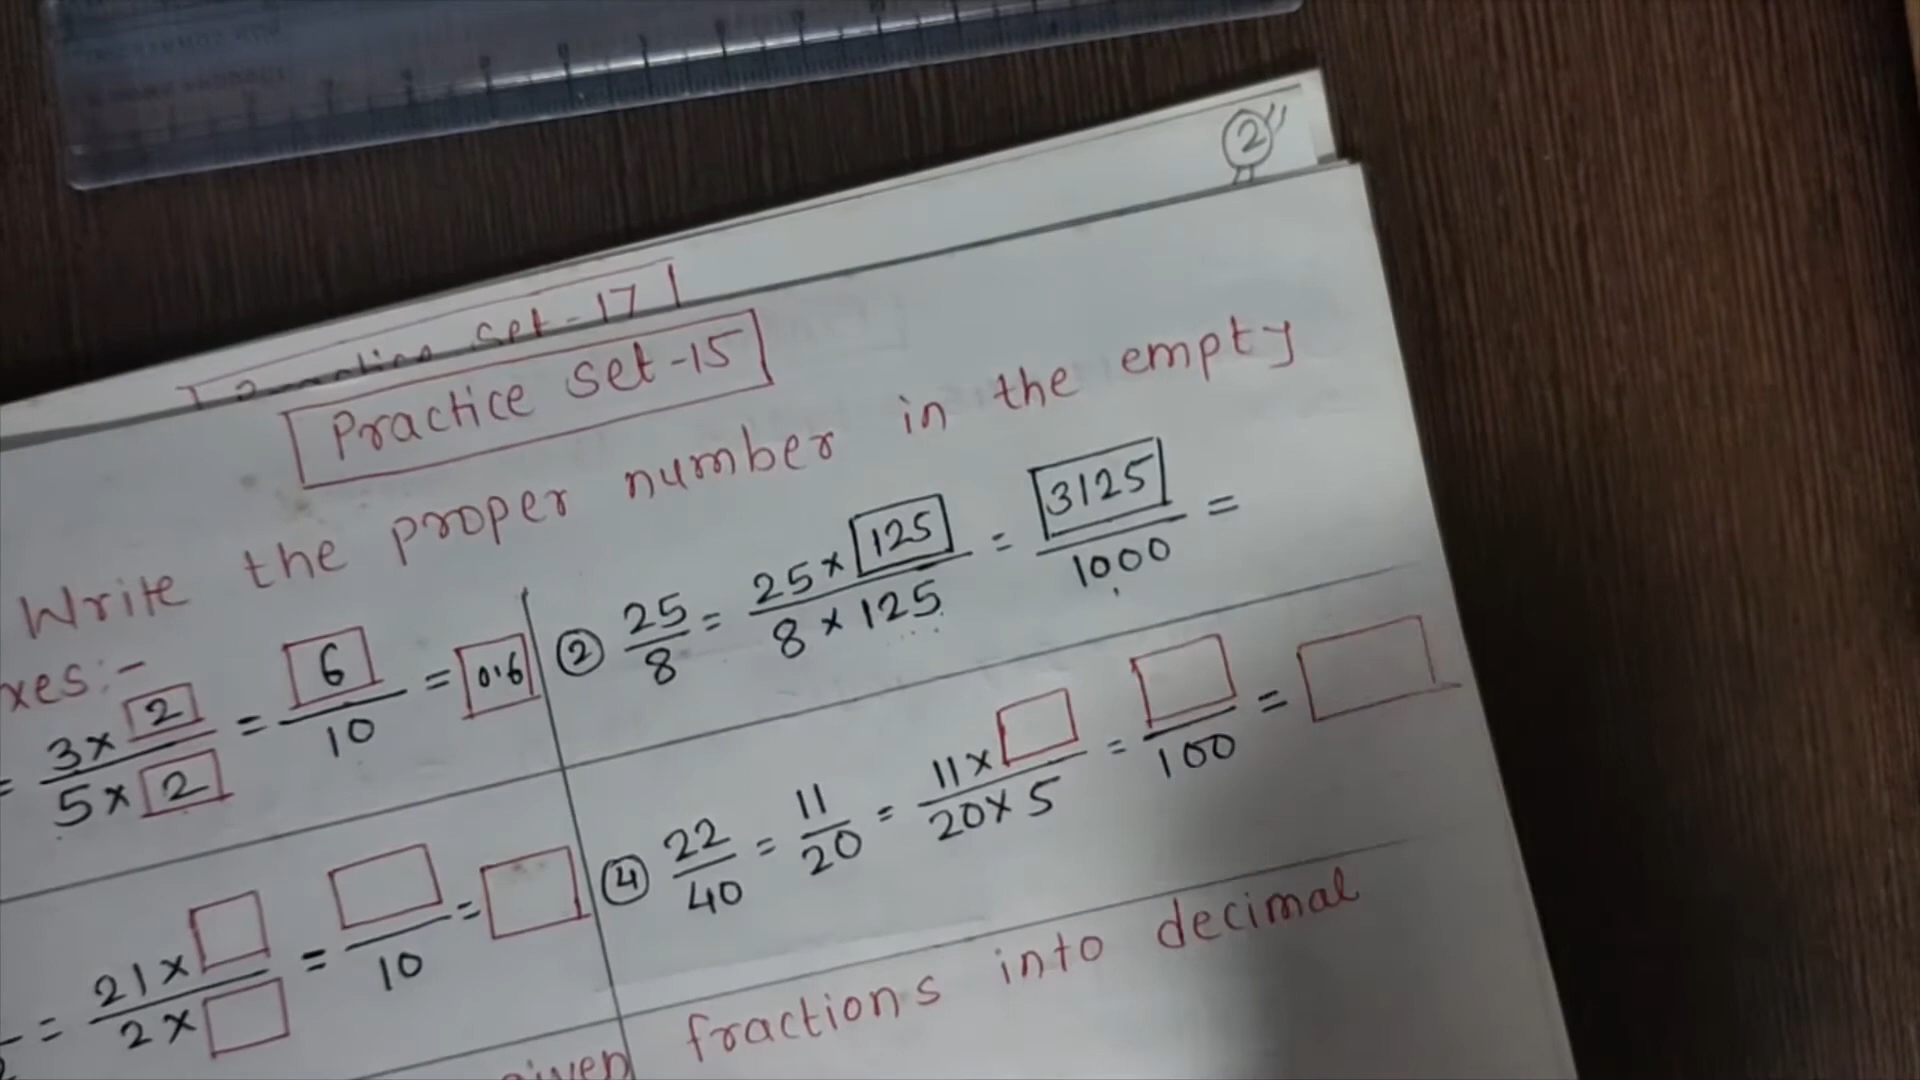 2
Set-17
Practice Set-15
Write the proper number in the empty
xes:-
= 3×2/5×2 = 6/10 = 0.6
② 25/8 = 25×125/8×125 = 3125/1000 =
= 21×□/2×□ = □/10 = □
④ 22/40 = 11/20 = 11×□/20×5 = □/100 = □
given fractions into decimal